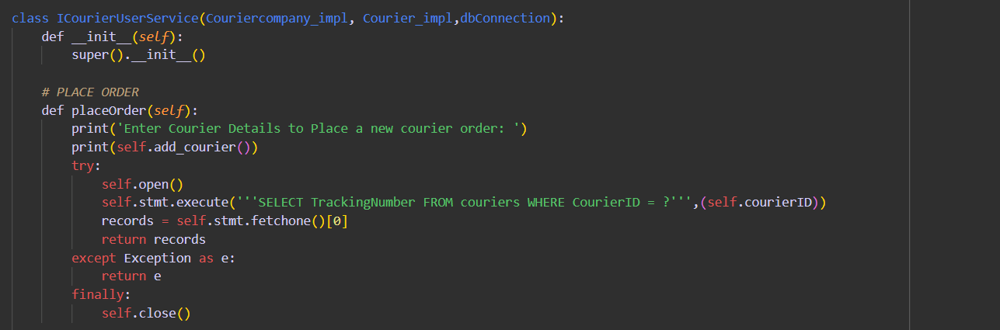 class ICourierUserService(Couriercompany_impl, Courier_impl,dbConnection):
    def __init__(self):
        super().__init__()

    # PLACE ORDER
    def placeOrder(self):
        print('Enter Courier Details to Place a new courier order: ')
        print(self.add_courier())
        try:
            self.open()
            self.stmt.execute('''SELECT TrackingNumber FROM couriers WHERE CourierID = ?''',(self.courierID))
            records = self.stmt.fetchone()[0]
            return records
        except Exception as e:
            return e
        finally:
            self.close()